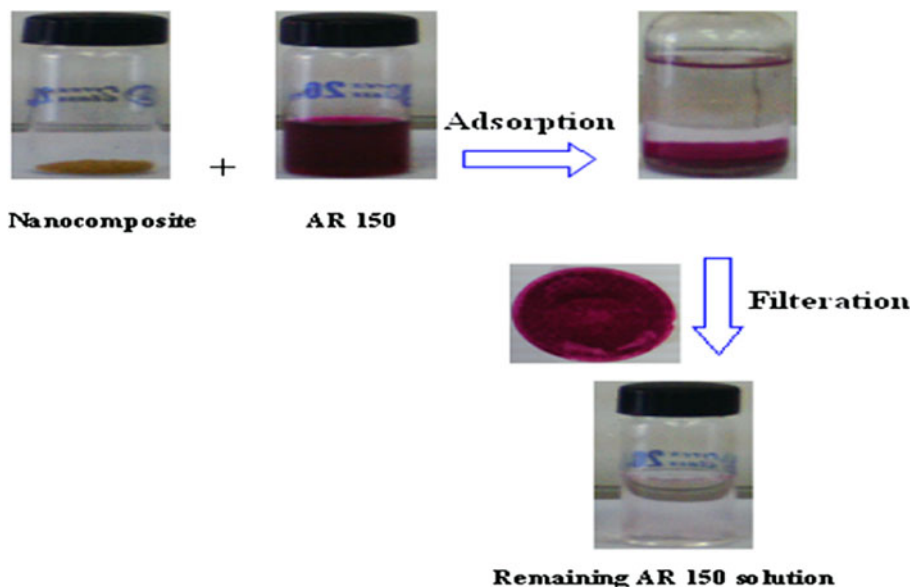 Adsorption
+
Nanocomposite
AR 150
Filteration
Remaining AR 150 solution